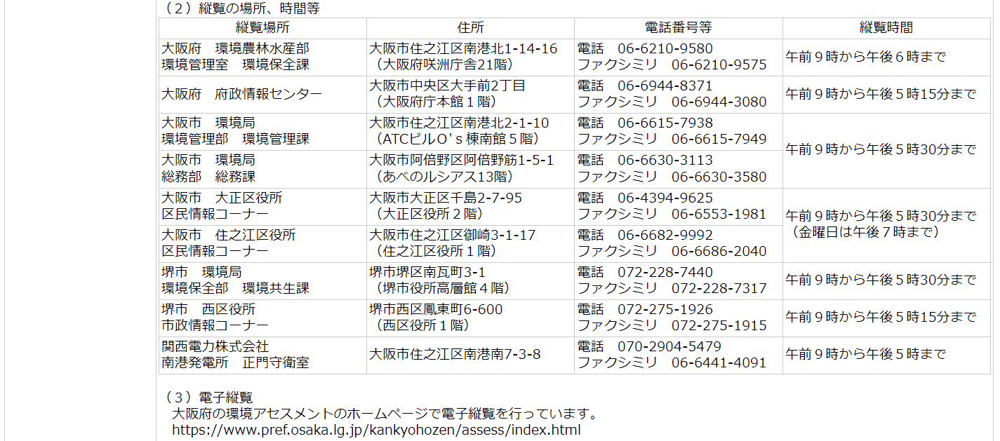 （２）縦覧の場所、時間等
縦覧場所　住所　電話番号等　縦覧時間
大阪府　環境農林水産部
環境管理室　環境保全課
大阪市住之江区南港北1-14-16
（大阪府咲洲庁舎21階）
電話　06-6210-9580
ファクシミリ　06-6210-9575
午前９時から午後６時まで
大阪府　府政情報センター
大阪市中央区大手前2丁目
（大阪府庁本館１階）
電話　06-6944-8371
ファクシミリ　06-6944-3080
午前９時から午後５時15分まで
大阪市　環境局
環境管理部　環境管理課
大阪市住之江区南港北2-1-10
（ATCビルＯ'ｓ棟南館５階）
電話　06-6615-7938
ファクシミリ　06-6615-7949
午前９時から午後５時30分まで
大阪市　環境局
総務部　総務課
大阪市阿倍野区阿倍野筋1-5-1
（あべのルシアス13階）
電話　06-6630-3113
ファクシミリ　06-6630-3580
大阪市　大正区役所
区民情報コーナー
大阪市大正区千島2-7-95
（大正区役所２階）
電話　06-4394-9625
ファクシミリ　06-6553-1981
午前９時から午後５時30分まで
（金曜日は午後７時まで）
大阪市　住之江区役所
区民情報コーナー
大阪市住之江区御崎3-1-17
（住之江区役所１階）
電話　06-6682-9992
ファクシミリ　06-6686-2040
堺市　環境局
環境保全部　環境共生課
堺市堺区南瓦町3-1
（堺市役所高層館４階）
電話　072-228-7440
ファクシミリ　072-228-7317
午前９時から午後５時30分まで
堺市　西区役所
市政情報コーナー
堺市西区鳳東町6-600
（西区役所１階）
電話　072-275-1926
ファクシミリ　072-275-1915
午前９時から午後５時15分まで
関西電力株式会社
南港発電所　正門守衛室
大阪市住之江区南港南7-3-8
電話　070-2904-5479
ファクシミリ　06-6441-4091
午前９時から午後５時まで
（３）電子縦覧
大阪府の環境アセスメントのホームページで電子縦覧を行っています。
https://www.pref.osaka.lg.jp/kankyohozen/assess/index.html